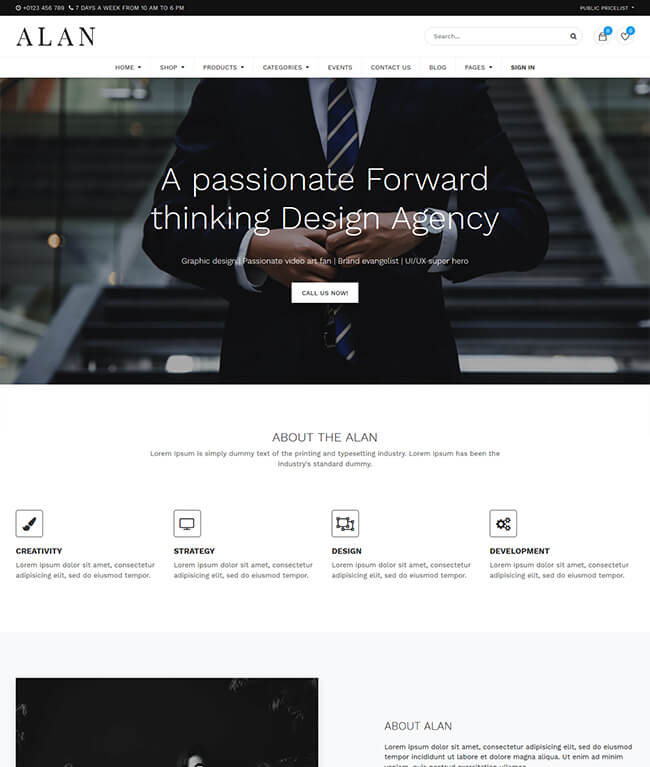 +0123 456 789 7 DAYS A WEEK FROM 10 AM TO 6 PM PUBLIC PRICELIST
ALAN Search... 0 0
HOME SHOP PRODUCTS CATEGORIES EVENTS CONTACT US BLOG PAGES SIGN IN
A passionate Forward
thinking Design Agency
Graphic design | Passionate video art fan | Brand evangelist | UI/UX super hero
CALL US NOW!
ABOUT THE ALAN
Lorem Ipsum is simply dummy text of the printing and typesetting industry. Lorem Ipsum has been the
industry's standard dummy.
CREATIVITY
Lorem ipsum dolor sit amet, consectetur
adipisicing elit, sed do eiusmod tempor.
STRATEGY
Lorem ipsum dolor sit amet, consectetur
adipisicing elit, sed do eiusmod tempor.
DESIGN
Lorem ipsum dolor sit amet, consectetur
adipisicing elit, sed do eiusmod tempor.
DEVELOPMENT
Lorem ipsum dolor sit amet, consectetur
adipisicing elit, sed do eiusmod tempor.
ABOUT ALAN
Lorem ipsum dolor sit amet, consectetur adipisicing elit, sed do eiusmod
tempor incididunt ut labore et dolore magna aliqua. Ut enim ad minim